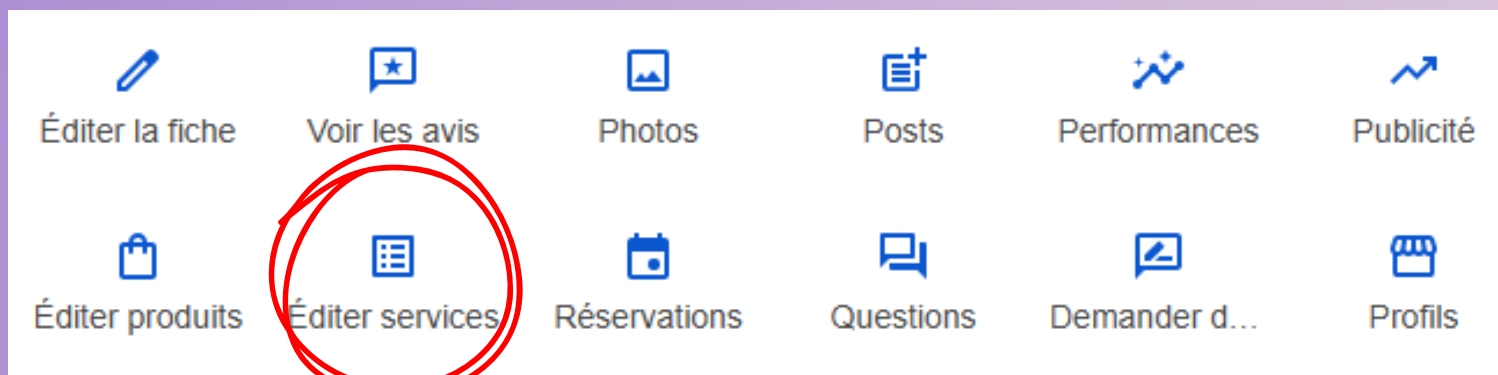 Éditer la fiche Voir les avis Photos Posts Performances Publicité
Éditer produits Éditer services Réservations Questions Demander d...
Profils